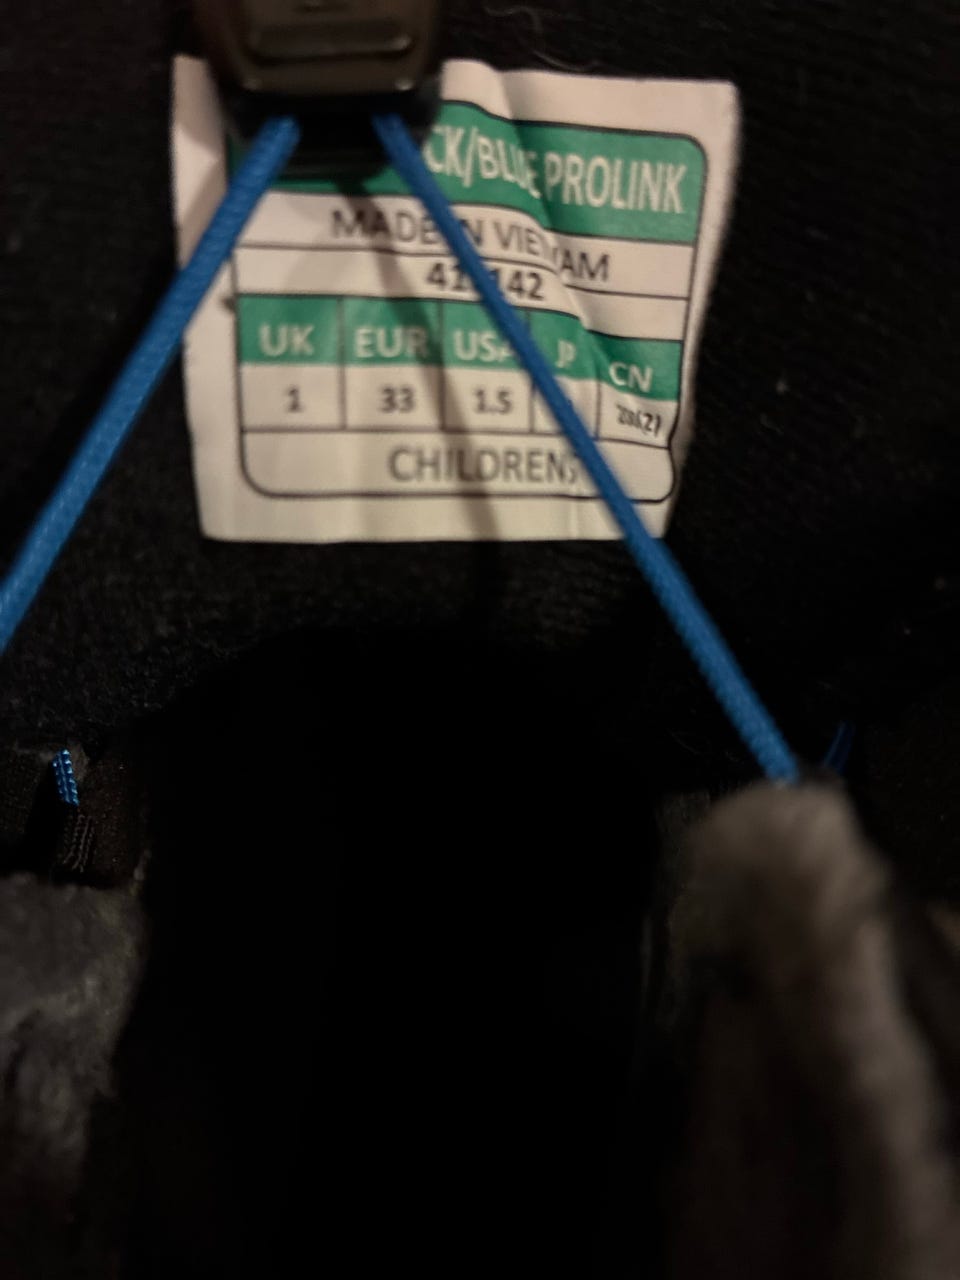 CK/BLUE PROLINK
MADE IN VIETNAM
UK EUR USA JP CN
1 33 1.5
CHILDRENS